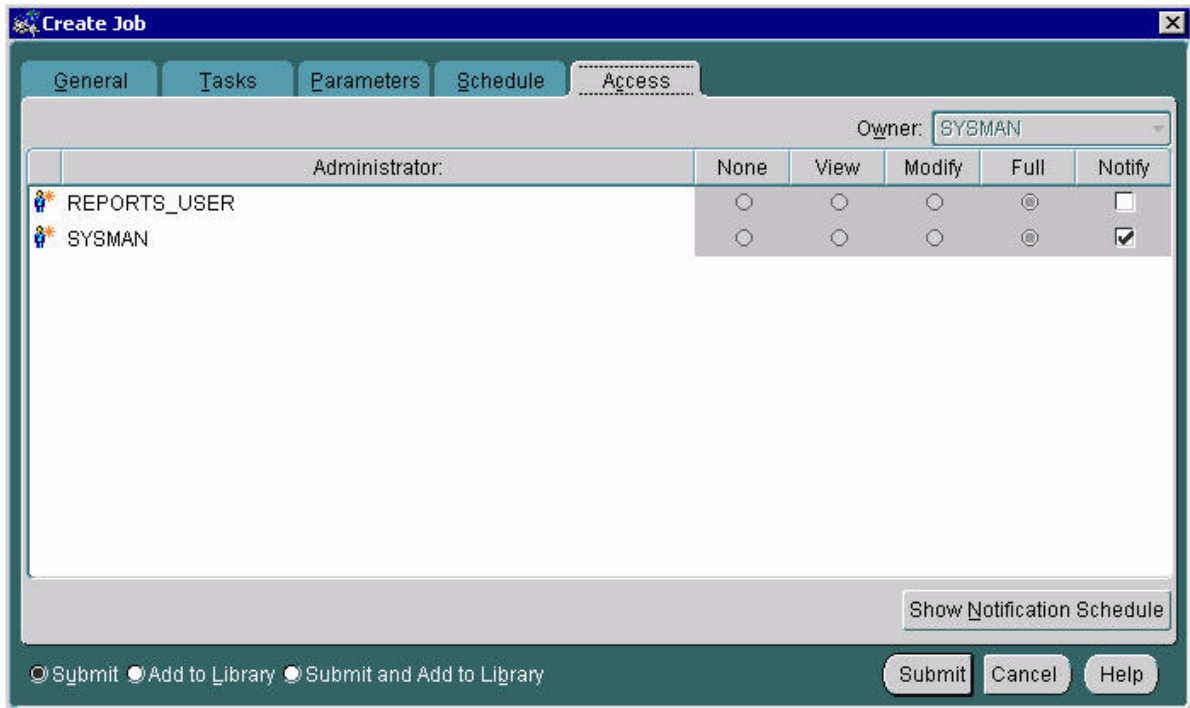 Create Job
General Tasks Parameters Schedule Access
Owner: SYSMAN
Administrator: None View Modify Full Notify
REPORTS_USER
SYSMAN
Show Notification Schedule
Submit Add to Library Submit and Add to Library Submit Cancel Help